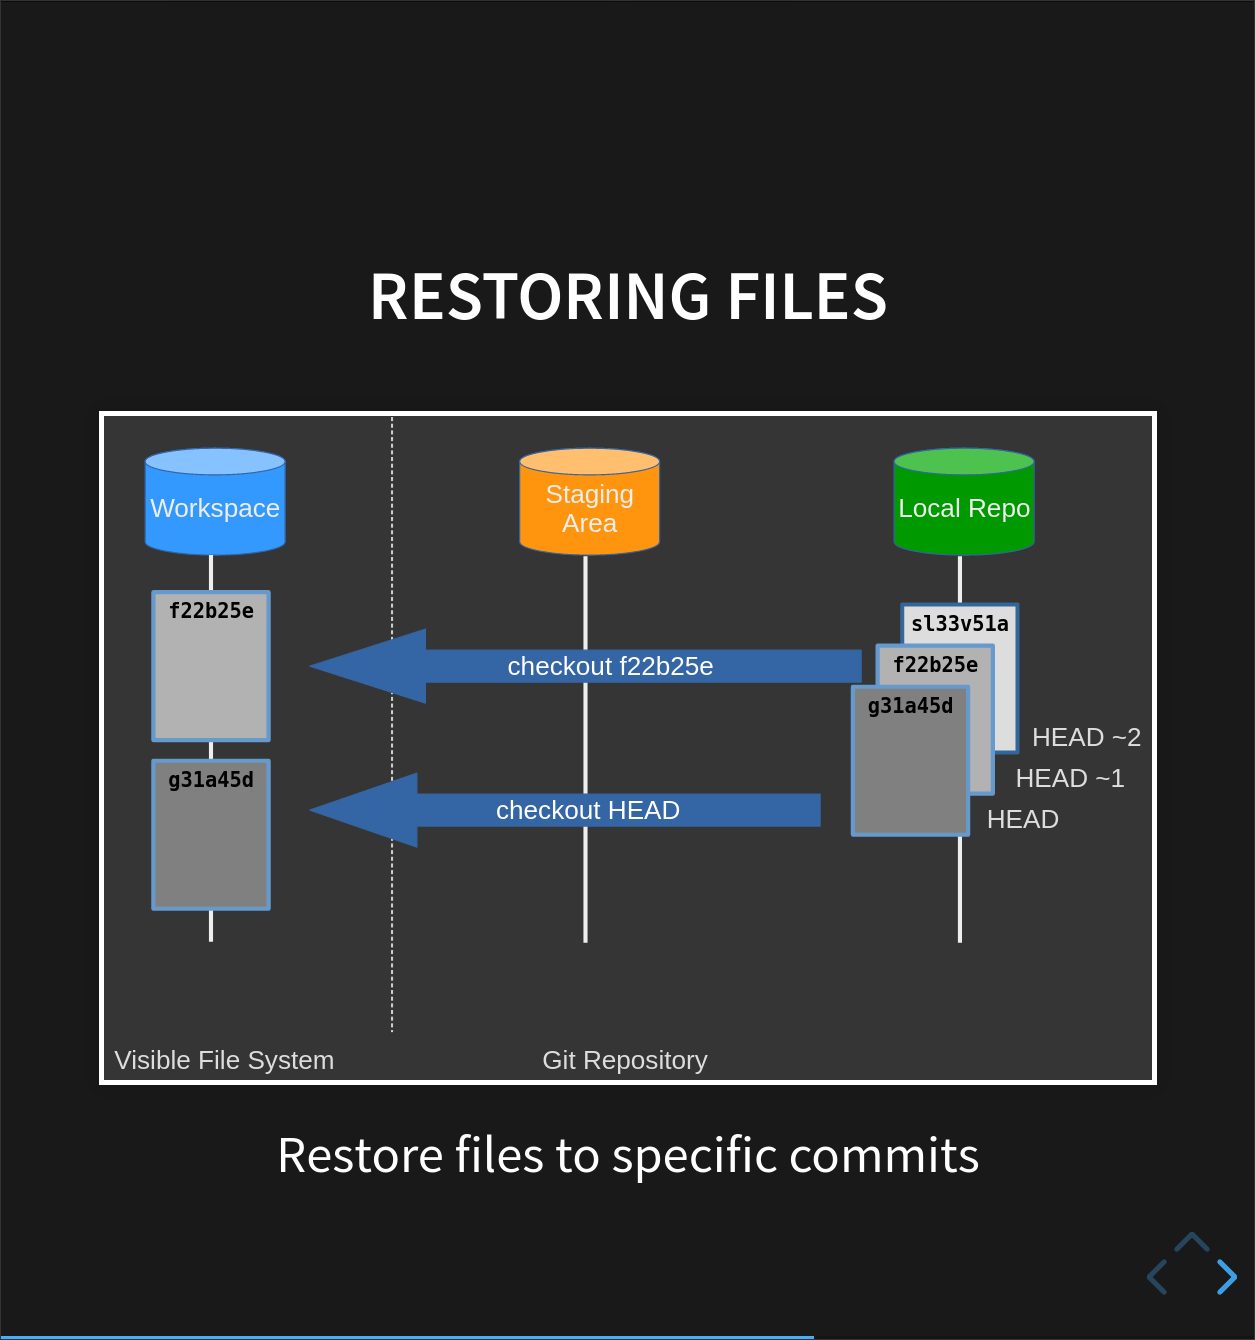 RESTORING FILES
Workspace
Staging
Area
Local Repo
f22b25e
g31a45d
checkout f22b25e
checkout HEAD
sl33v51a
f22b25e
g31a45d
HEAD ~2
HEAD ~1
HEAD
Visible File System
Git Repository
Restore files to specific commits